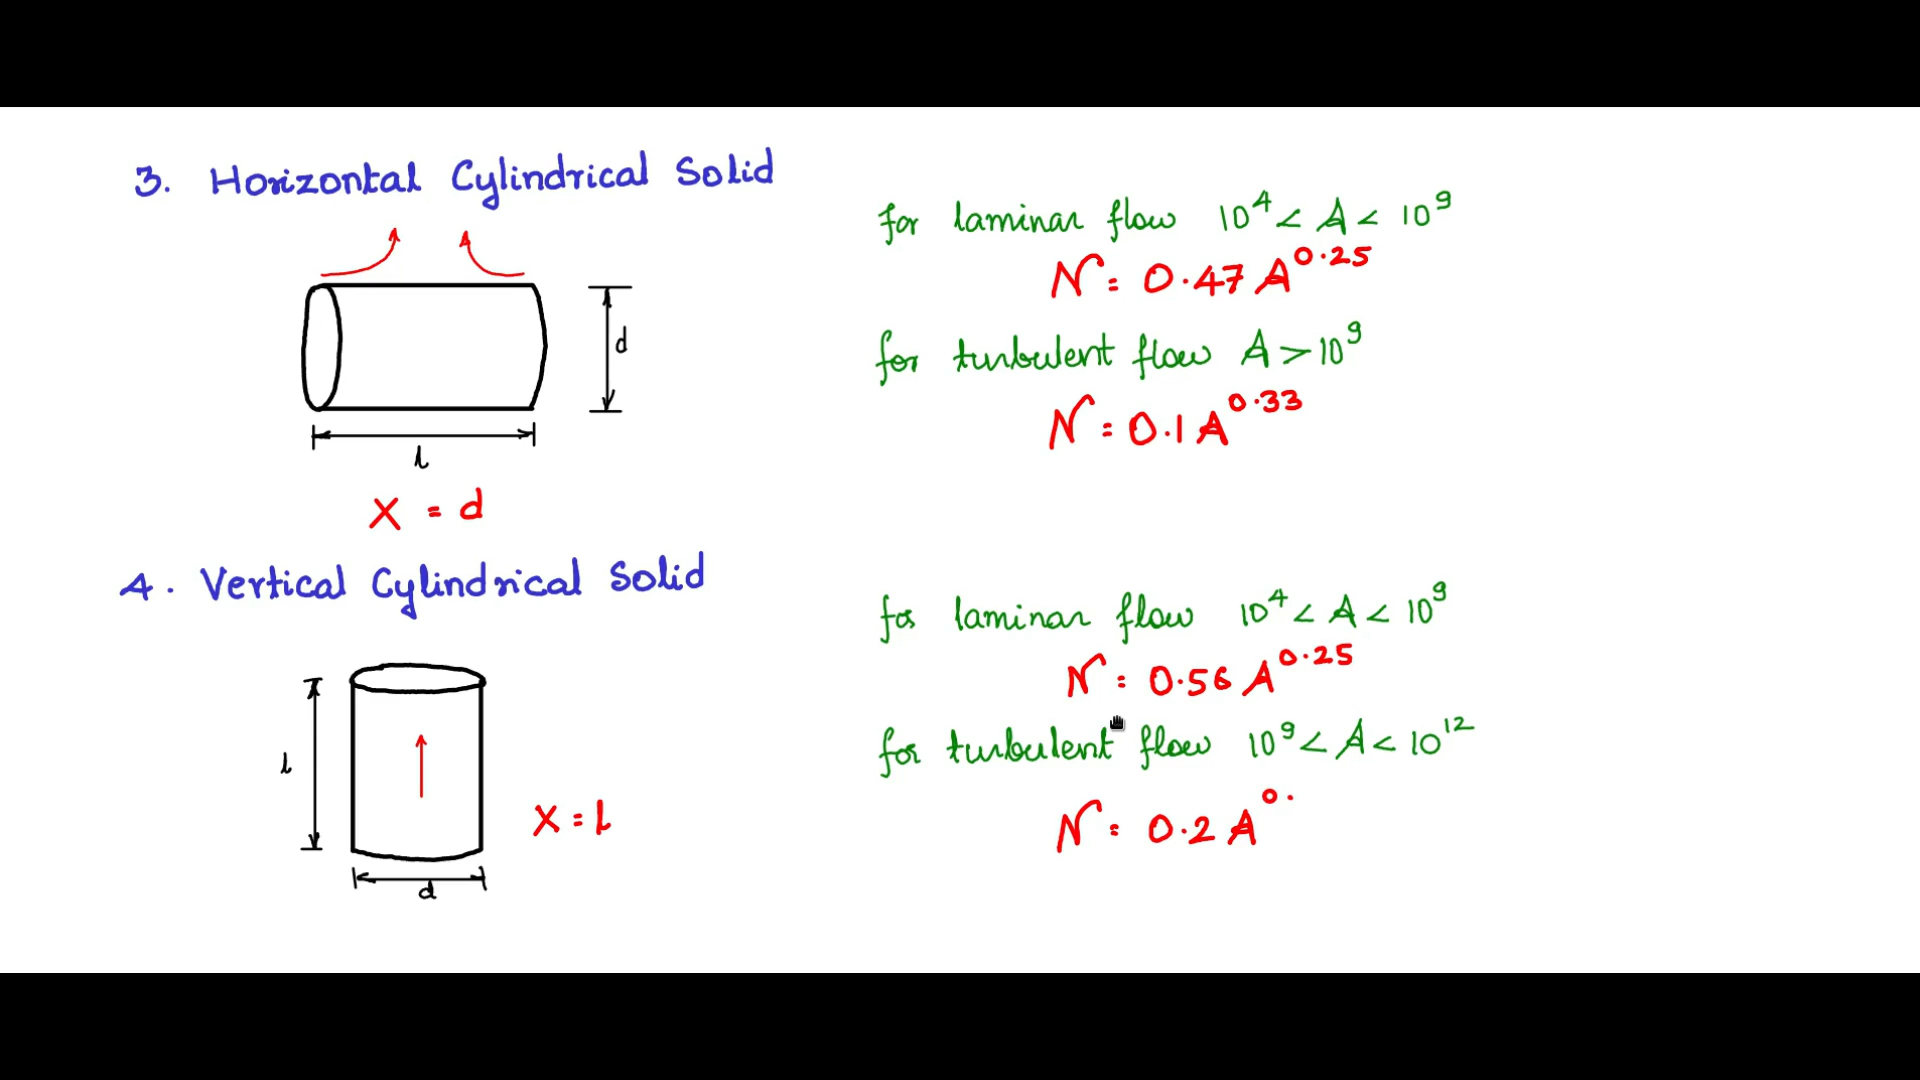 3. Horizontal Cylindrical Solid
for laminar flow 10⁴ < A < 10⁹
N = 0.47 A^0.25
for turbulent flow A > 10⁹
N = 0.1 A^0.33
d
l
X = d
4. Vertical Cylindrical Solid
for laminar flow 10⁴ < A < 10⁹
N = 0.56 A^0.25
for turbulent flow 10⁹ < A < 10¹²
N = 0.2 A^0.
l
X = l
d